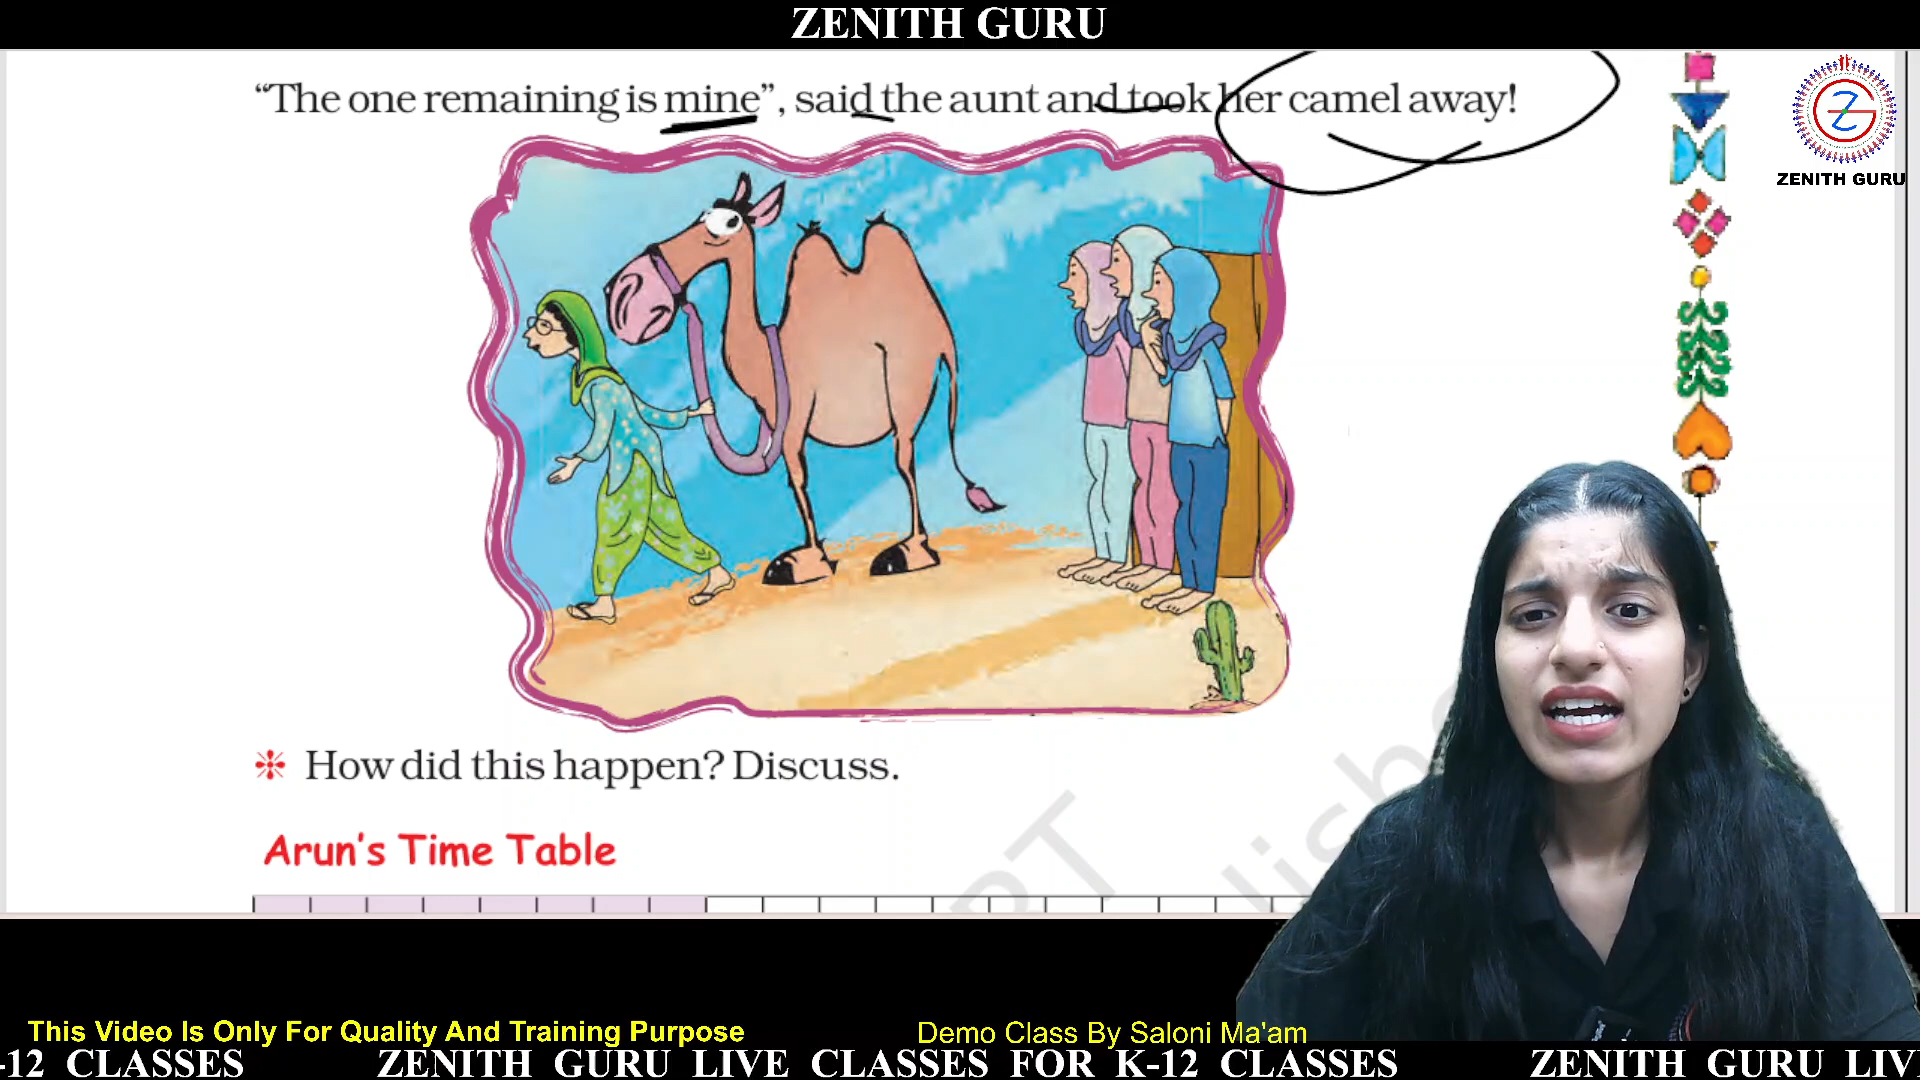 ZENITH GURU
“The one remaining is mine”, said the aunt and took her camel away!
ZENITH GURU
How did this happen? Discuss.
Arun's Time Table
This Video Is Only For Quality And Training Purpose
Demo Class By Saloni Ma'am
-12 CLASSES ZENITH GURU LIVE CLASSES FOR K-12 CLASSES ZENITH GURU LIV